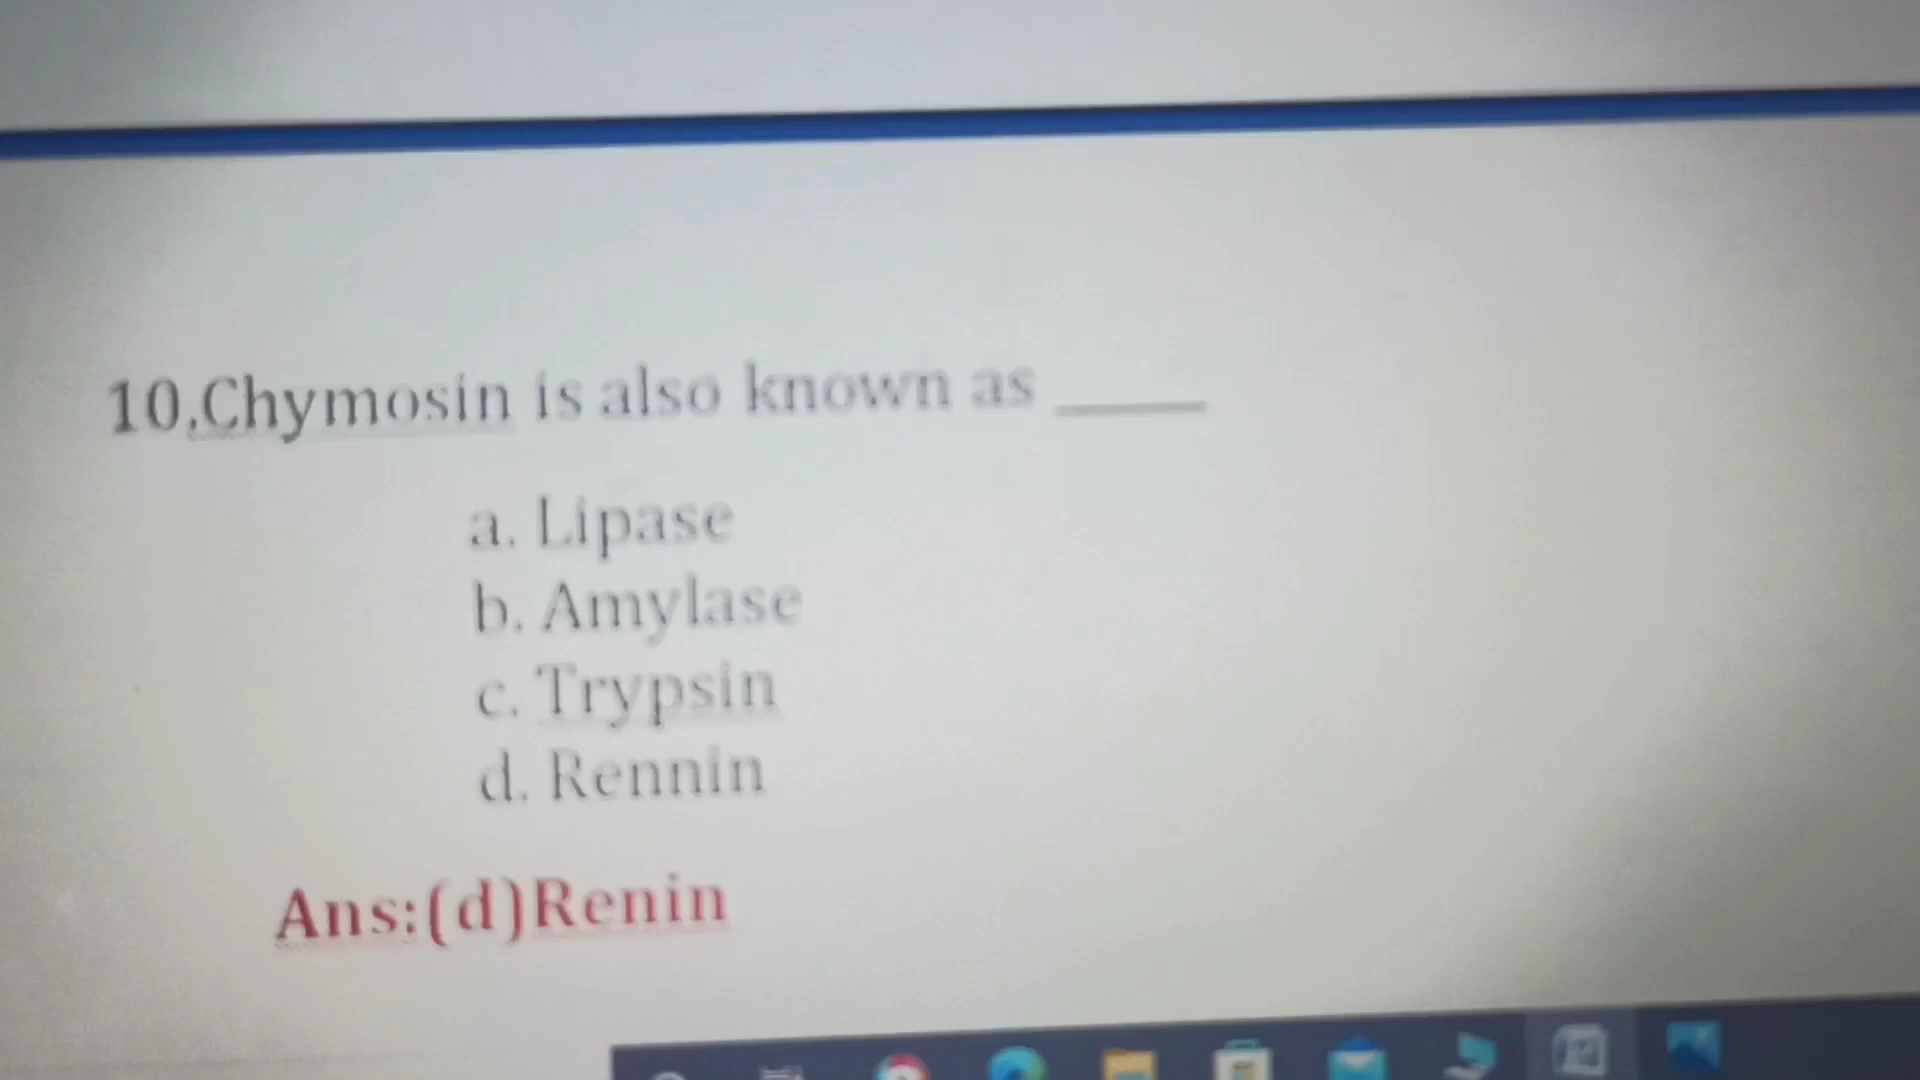 10.Chymosin is also known as _____
a. Lipase
b. Amylase
c. Trypsin
d. Rennin
Ans:(d)Renin